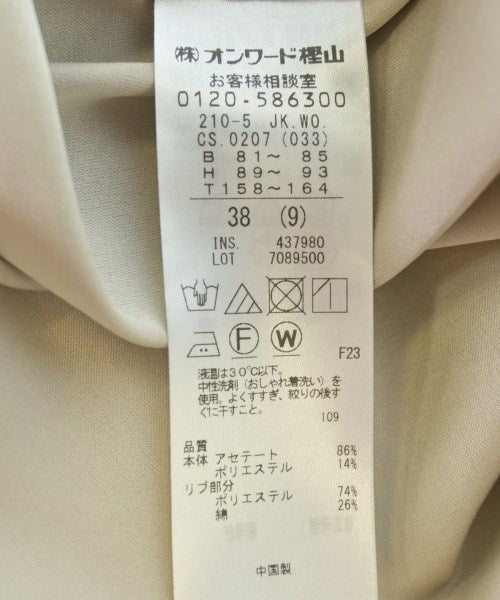 (株)オンワード樫山
お客様相談室
0120-586300
210-5 JK.WO.
CS.0207 (033)
B 81～ 85
H 89～ 93
T 158～164
38 (9)
INS. 437980
LOT 7089500
F W
F23
液温は30℃以下。
中性洗剤(おしゃれ着洗い)を
使用。よくすすぎ、絞りの後す
ぐに干すこと。
109
品質
本体 アセテート 86%
ポリエステル 14%
リブ部分
ポリエステル 74%
綿 26%
中国製